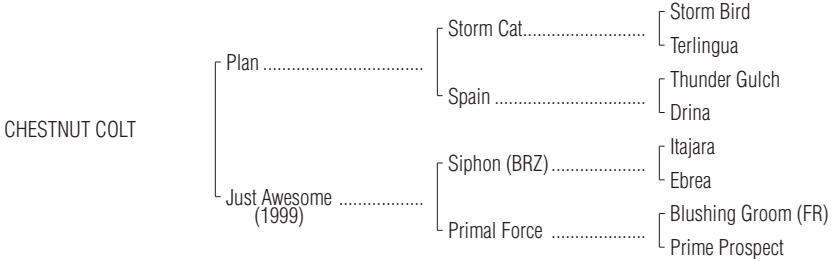 Storm Bird
Storm Cat..............................
Terlingua
Plan .......................................
Thunder Gulch
Spain .....................................
Drina
CHESTNUT COLT
Itajara
Siphon (BRZ).......................
Ebrea
Just Awesome .....................
(1999)
Blushing Groom (FR)
Primal Force .......................
Prime Prospect